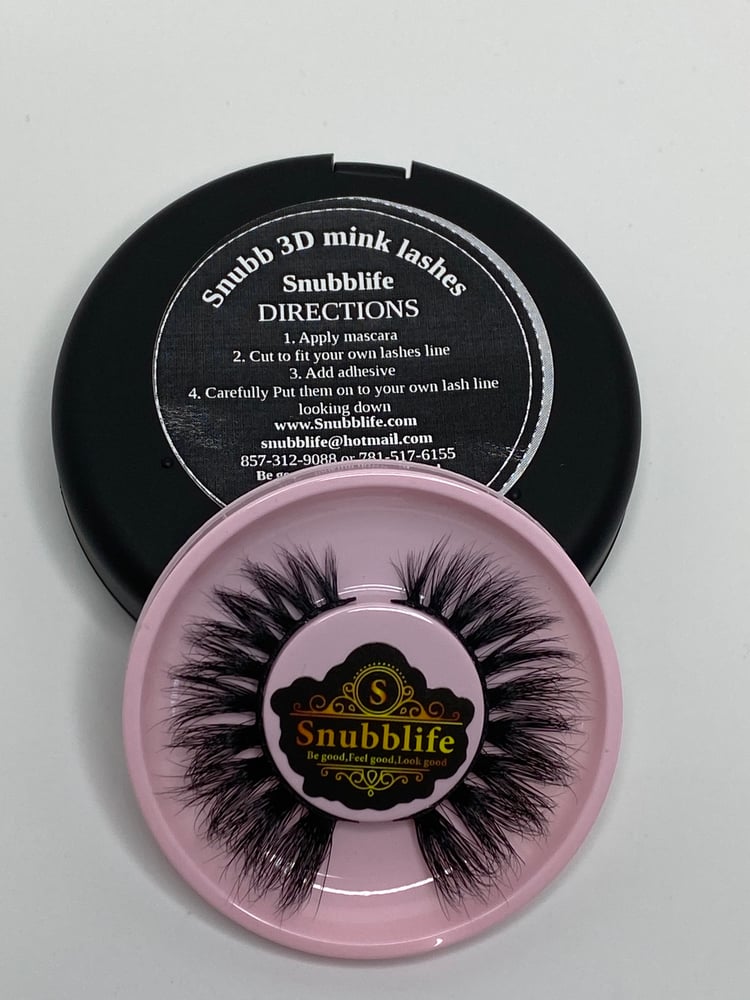 Snubb 3D mink lashes
Snubblife
DIRECTIONS
1. Apply mascara
2. Cut to fit your own lashes line
3. Add adhesive
4. Carefully Put them on to your own lash line
looking down
www.Snubblife.com
snubblife@hotmail.com
857-312-9088 or 781-517-6155
Be
S
Snubblife
Be good,Feel good,Look good